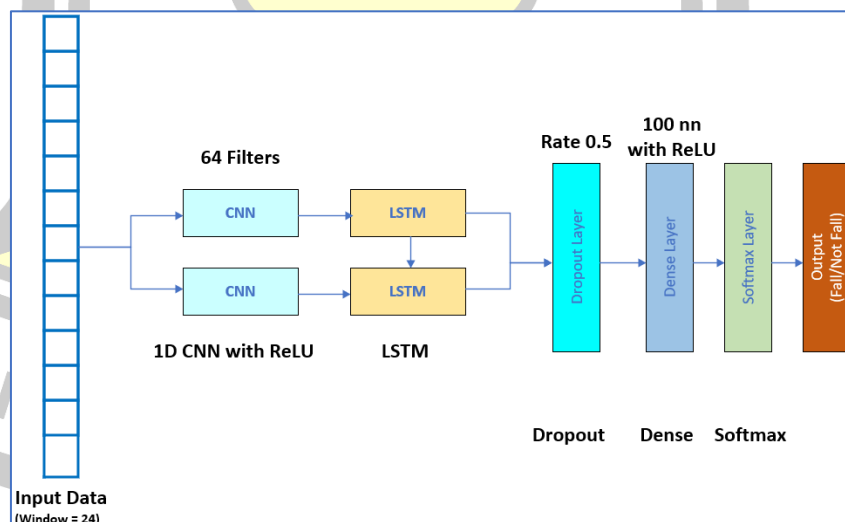 64 Filters
CNN
CNN
1D CNN with ReLU
LSTM
LSTM
LSTM
Rate 0.5
Dropout Layer
Dropout
100 nn
with ReLU
Dense Layer
Dense
Softmax Layer
Softmax
Output
(Fall/Not Fall)
Input Data
(Window = 24)